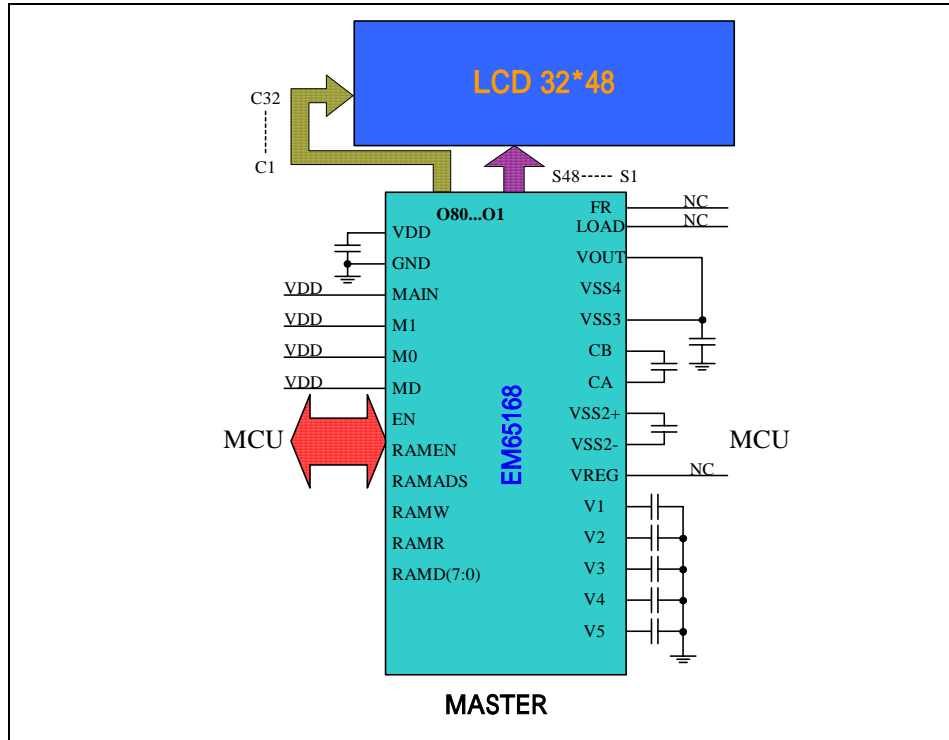 LCD 32*48
C32
C1
S48 S1
O80...O1
VDD
GND
VDD MAIN
VDD M1
VDD M0
VDD MD
EN
MCU
RAMEN
RAMADS
RAMW
RAMR
RAMD(7:0)
EM65168
FR NC
LOAD NC
VOUT
VSS4
VSS3
CB
CA
VSS2+
VSS2-
MCU
VREG NC
V1
V2
V3
V4
V5
MASTER